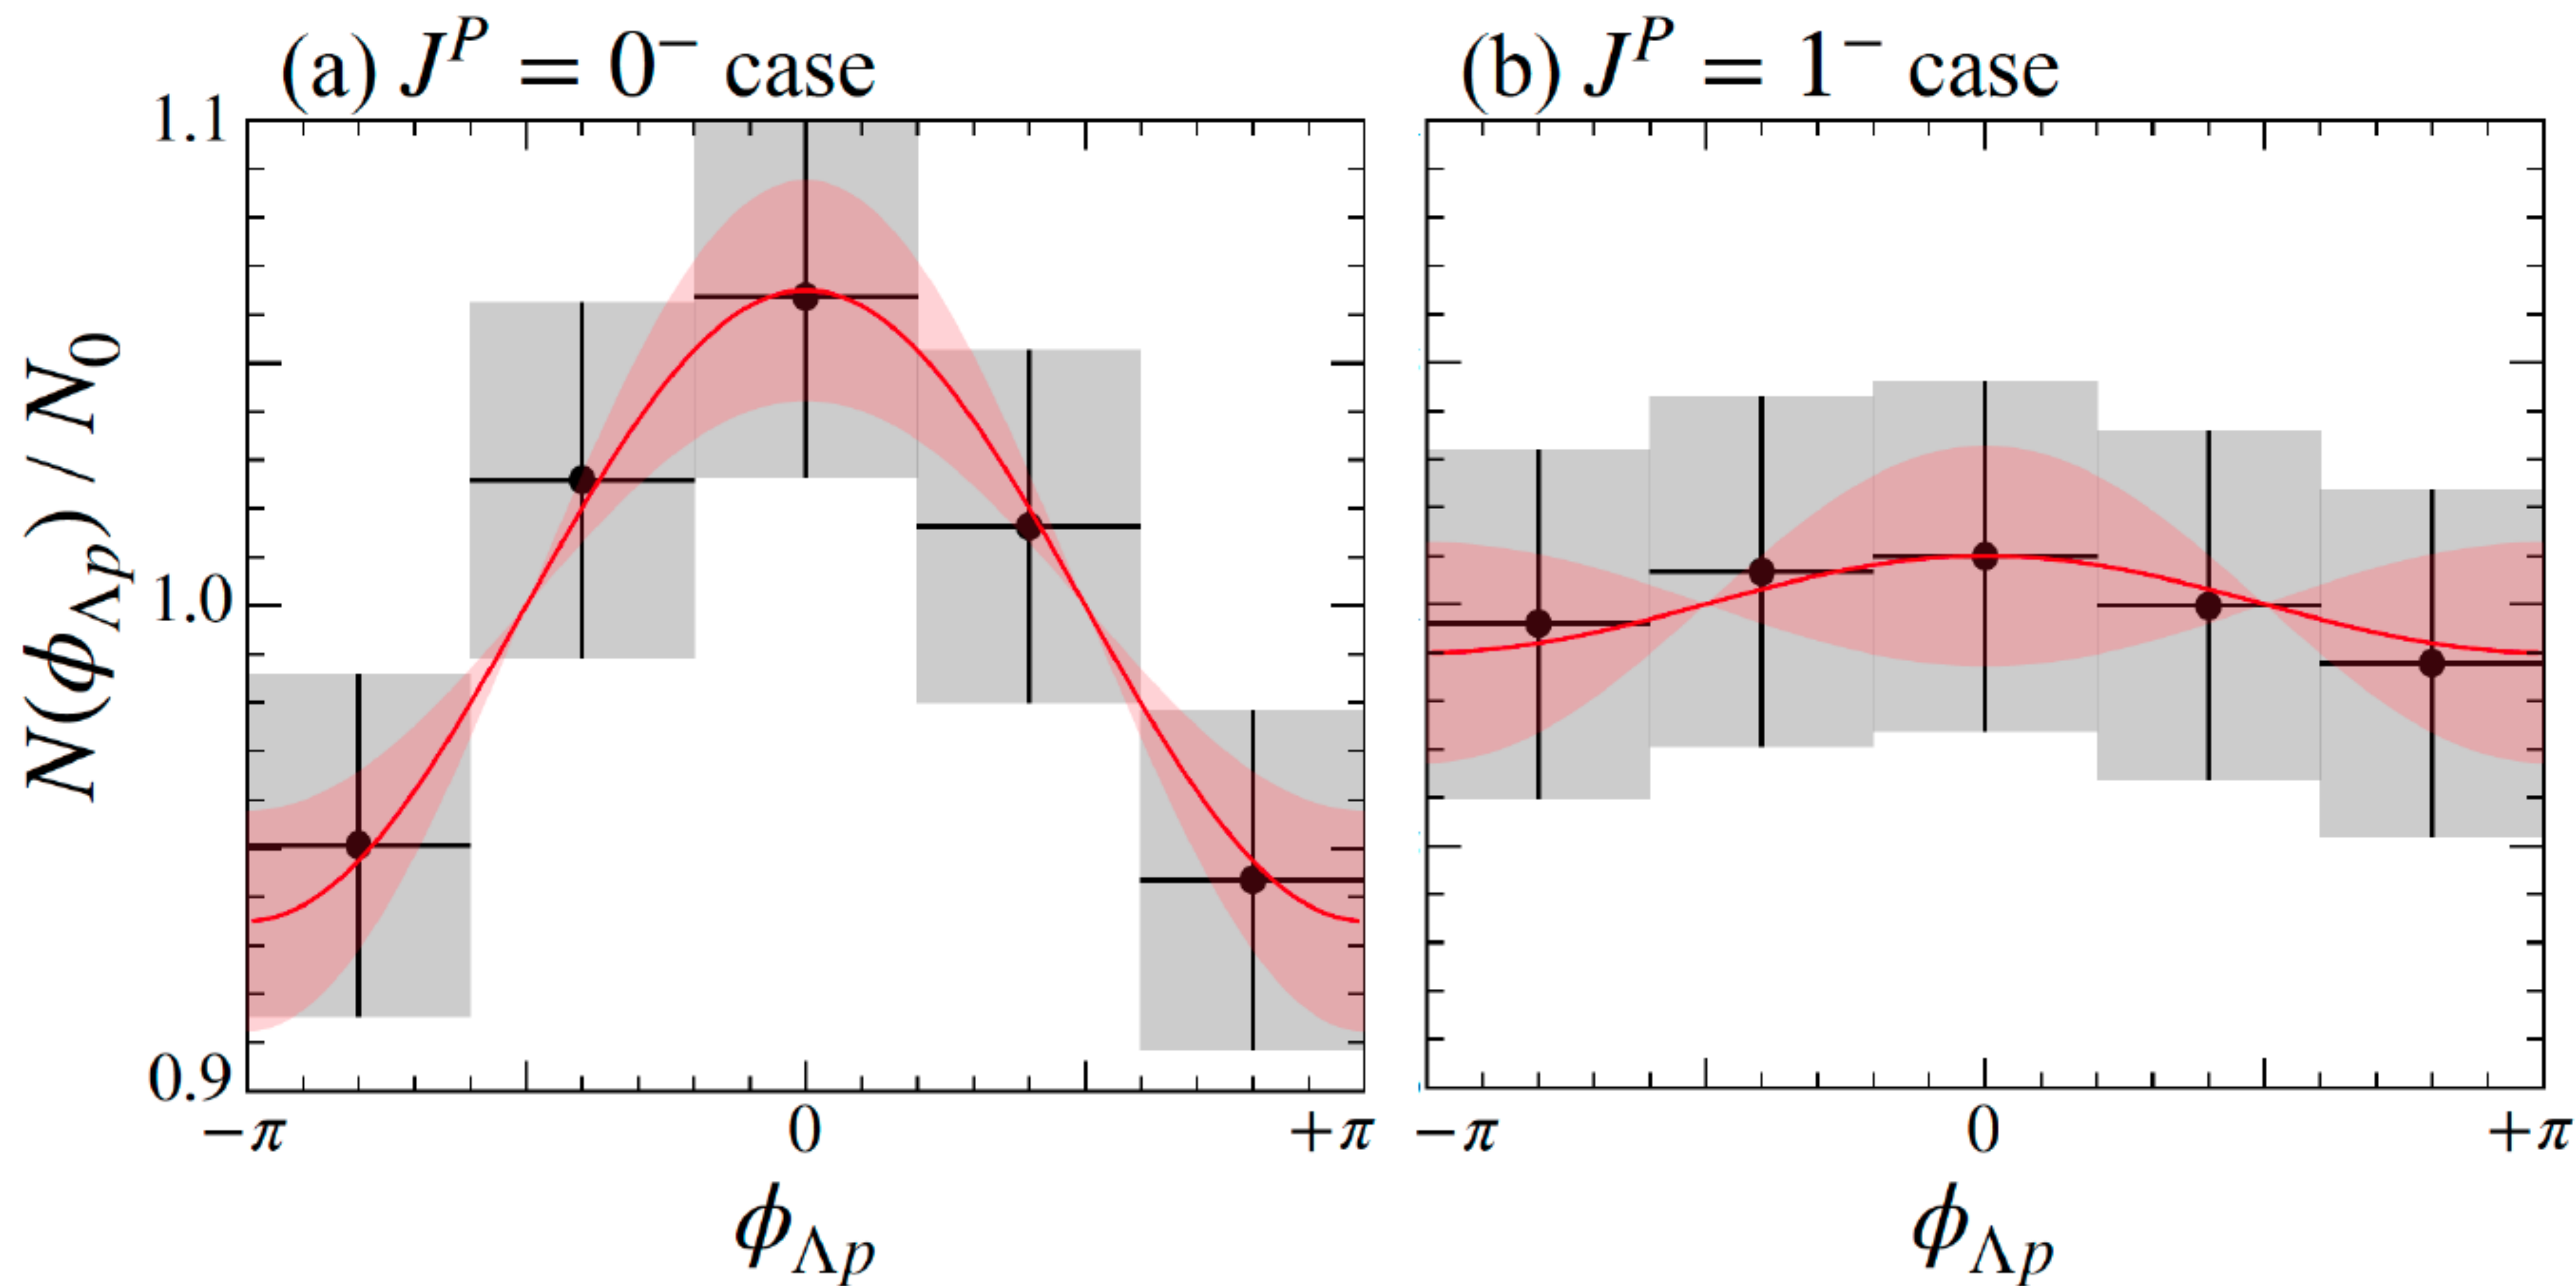 (a) J^P = 0^− case
(b) J^P = 1^− case
N(ϕ_Λp) / N_0
1.1
1.0
0.9
−π
0
+π
−π
0
+π
ϕ_Λp
ϕ_Λp